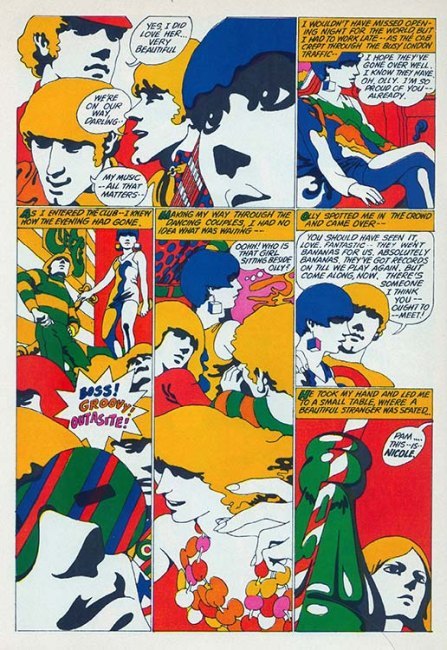 YES, I DID
LOVE HER...
VERY
BEAUTIFUL
WE'RE
ON OUR
WAY,
DARLING--
MY MUSIC
--ALL THAT
MATTERS--
I WOULDN'T HAVE MISSED OPEN-
ING NIGHT FOR THE WORLD, BUT
I HAD TO WORK LATE--AS THE CAB
CREPT THROUGH THE BUSY LONDON
TRAFFIC--
I HOPE THEY'VE
GONE OVER WELL.
I KNOW THEY HAVE.
OH, OLLY. I'M SO
PROUD OF YOU--
ALREADY.
AS I ENTERED THE CLUB--I KNEW
HOW THE EVENING HAD GONE.
BOSS!
GROOVY!
OUTASITE!
MAKING MY WAY THROUGH THE
DANCING COUPLES, I HAD NO
IDEA WHAT WAS WAITING--
OOHH! WHO IS
THAT GIRL
SITTING BESIDE
OLLY?
OLLY SPOTTED ME IN THE CROWD
AND CAME OVER--
YOU SHOULD HAVE SEEN IT,
LOVE. FANTASTIC--THEY WENT
BANANAS FOR US, ABSOLUTELY
BANANAS. THEY'VE GOT RECORDS
ON TILL WE PLAY AGAIN. BUT
COME ALONG, NOW. THERE'S
SOMEONE
I THINK
YOU--
OUGHT
TO--
MEET!
HE TOOK MY HAND AND LED ME
TO A SMALL TABLE, WHERE A
BEAUTIFUL STRANGER WAS SEATED.
PAM...
THIS--IS--
NICOLE.